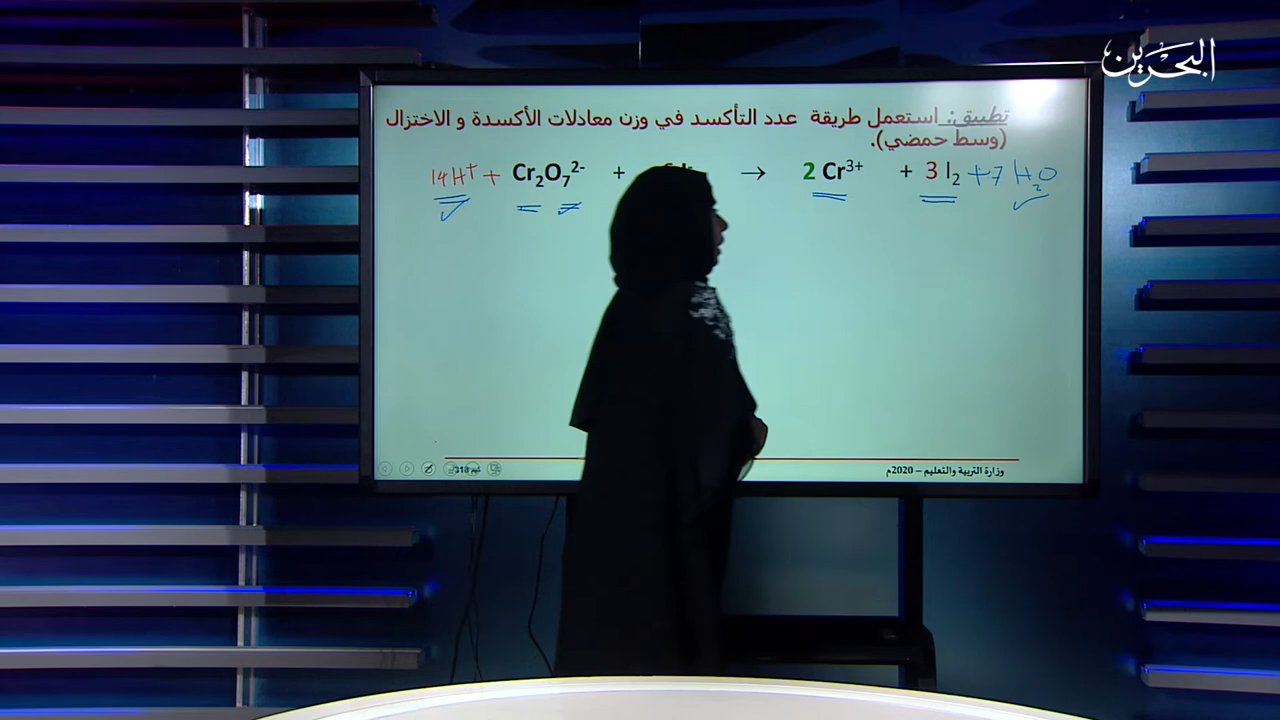 البحرين
تطبيق: استعمل طريقة عدد التأكسد في وزن معادلات الأكسدة و الاختزال
(وسط حمضي).
14H⁺ + Cr₂O₇²⁻ + → 2 Cr³⁺ + 3 I₂ + 7 H₂O
وزارة التربية والتعليم – 2020م